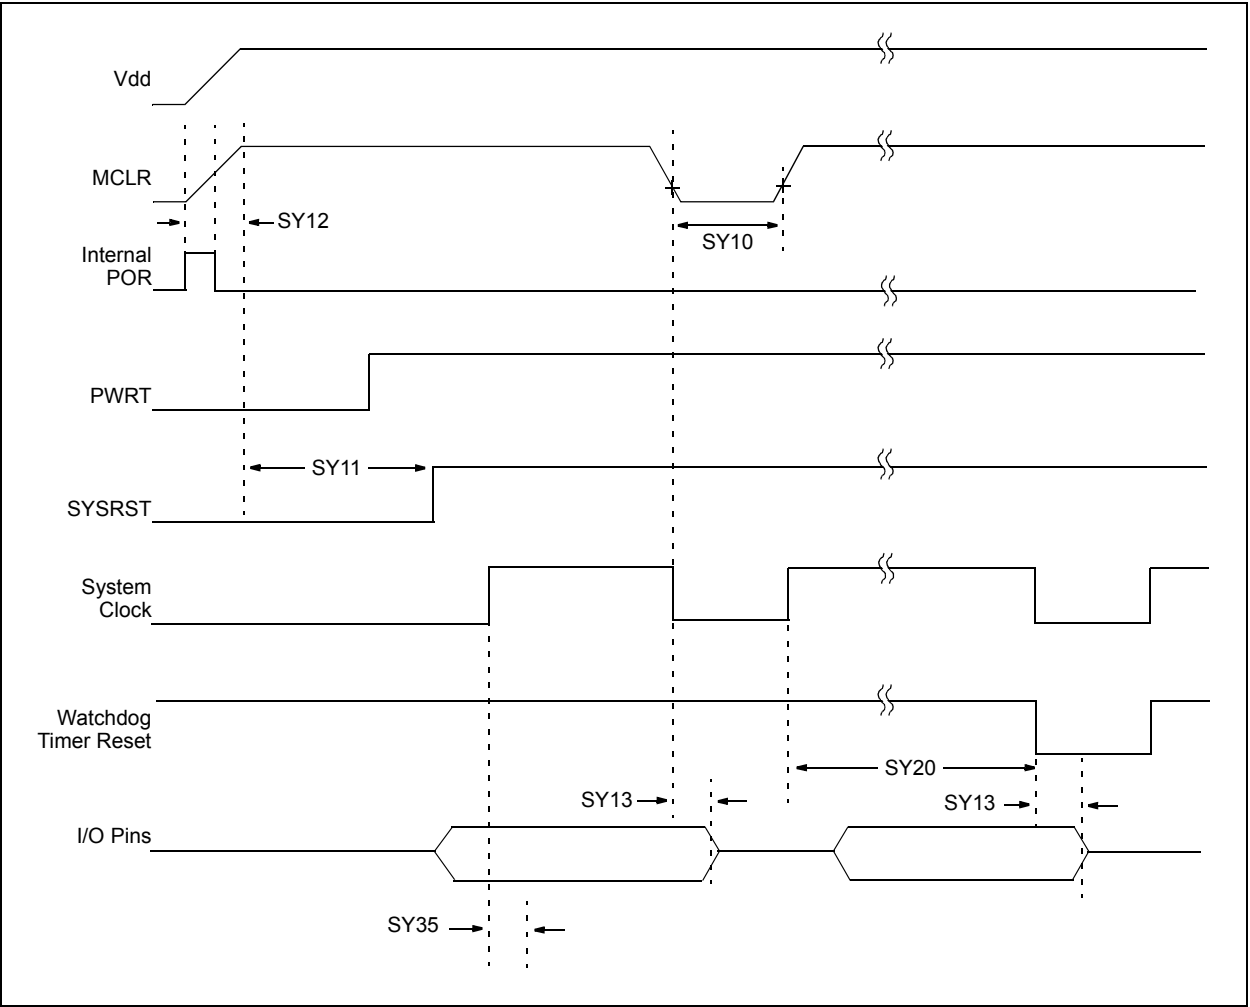 Vdd
MCLR
SY12
SY10
Internal
POR
PWRT
SY11
SYSRST
System
Clock
Watchdog
Timer Reset
SY20
SY13
SY13
I/O Pins
SY35